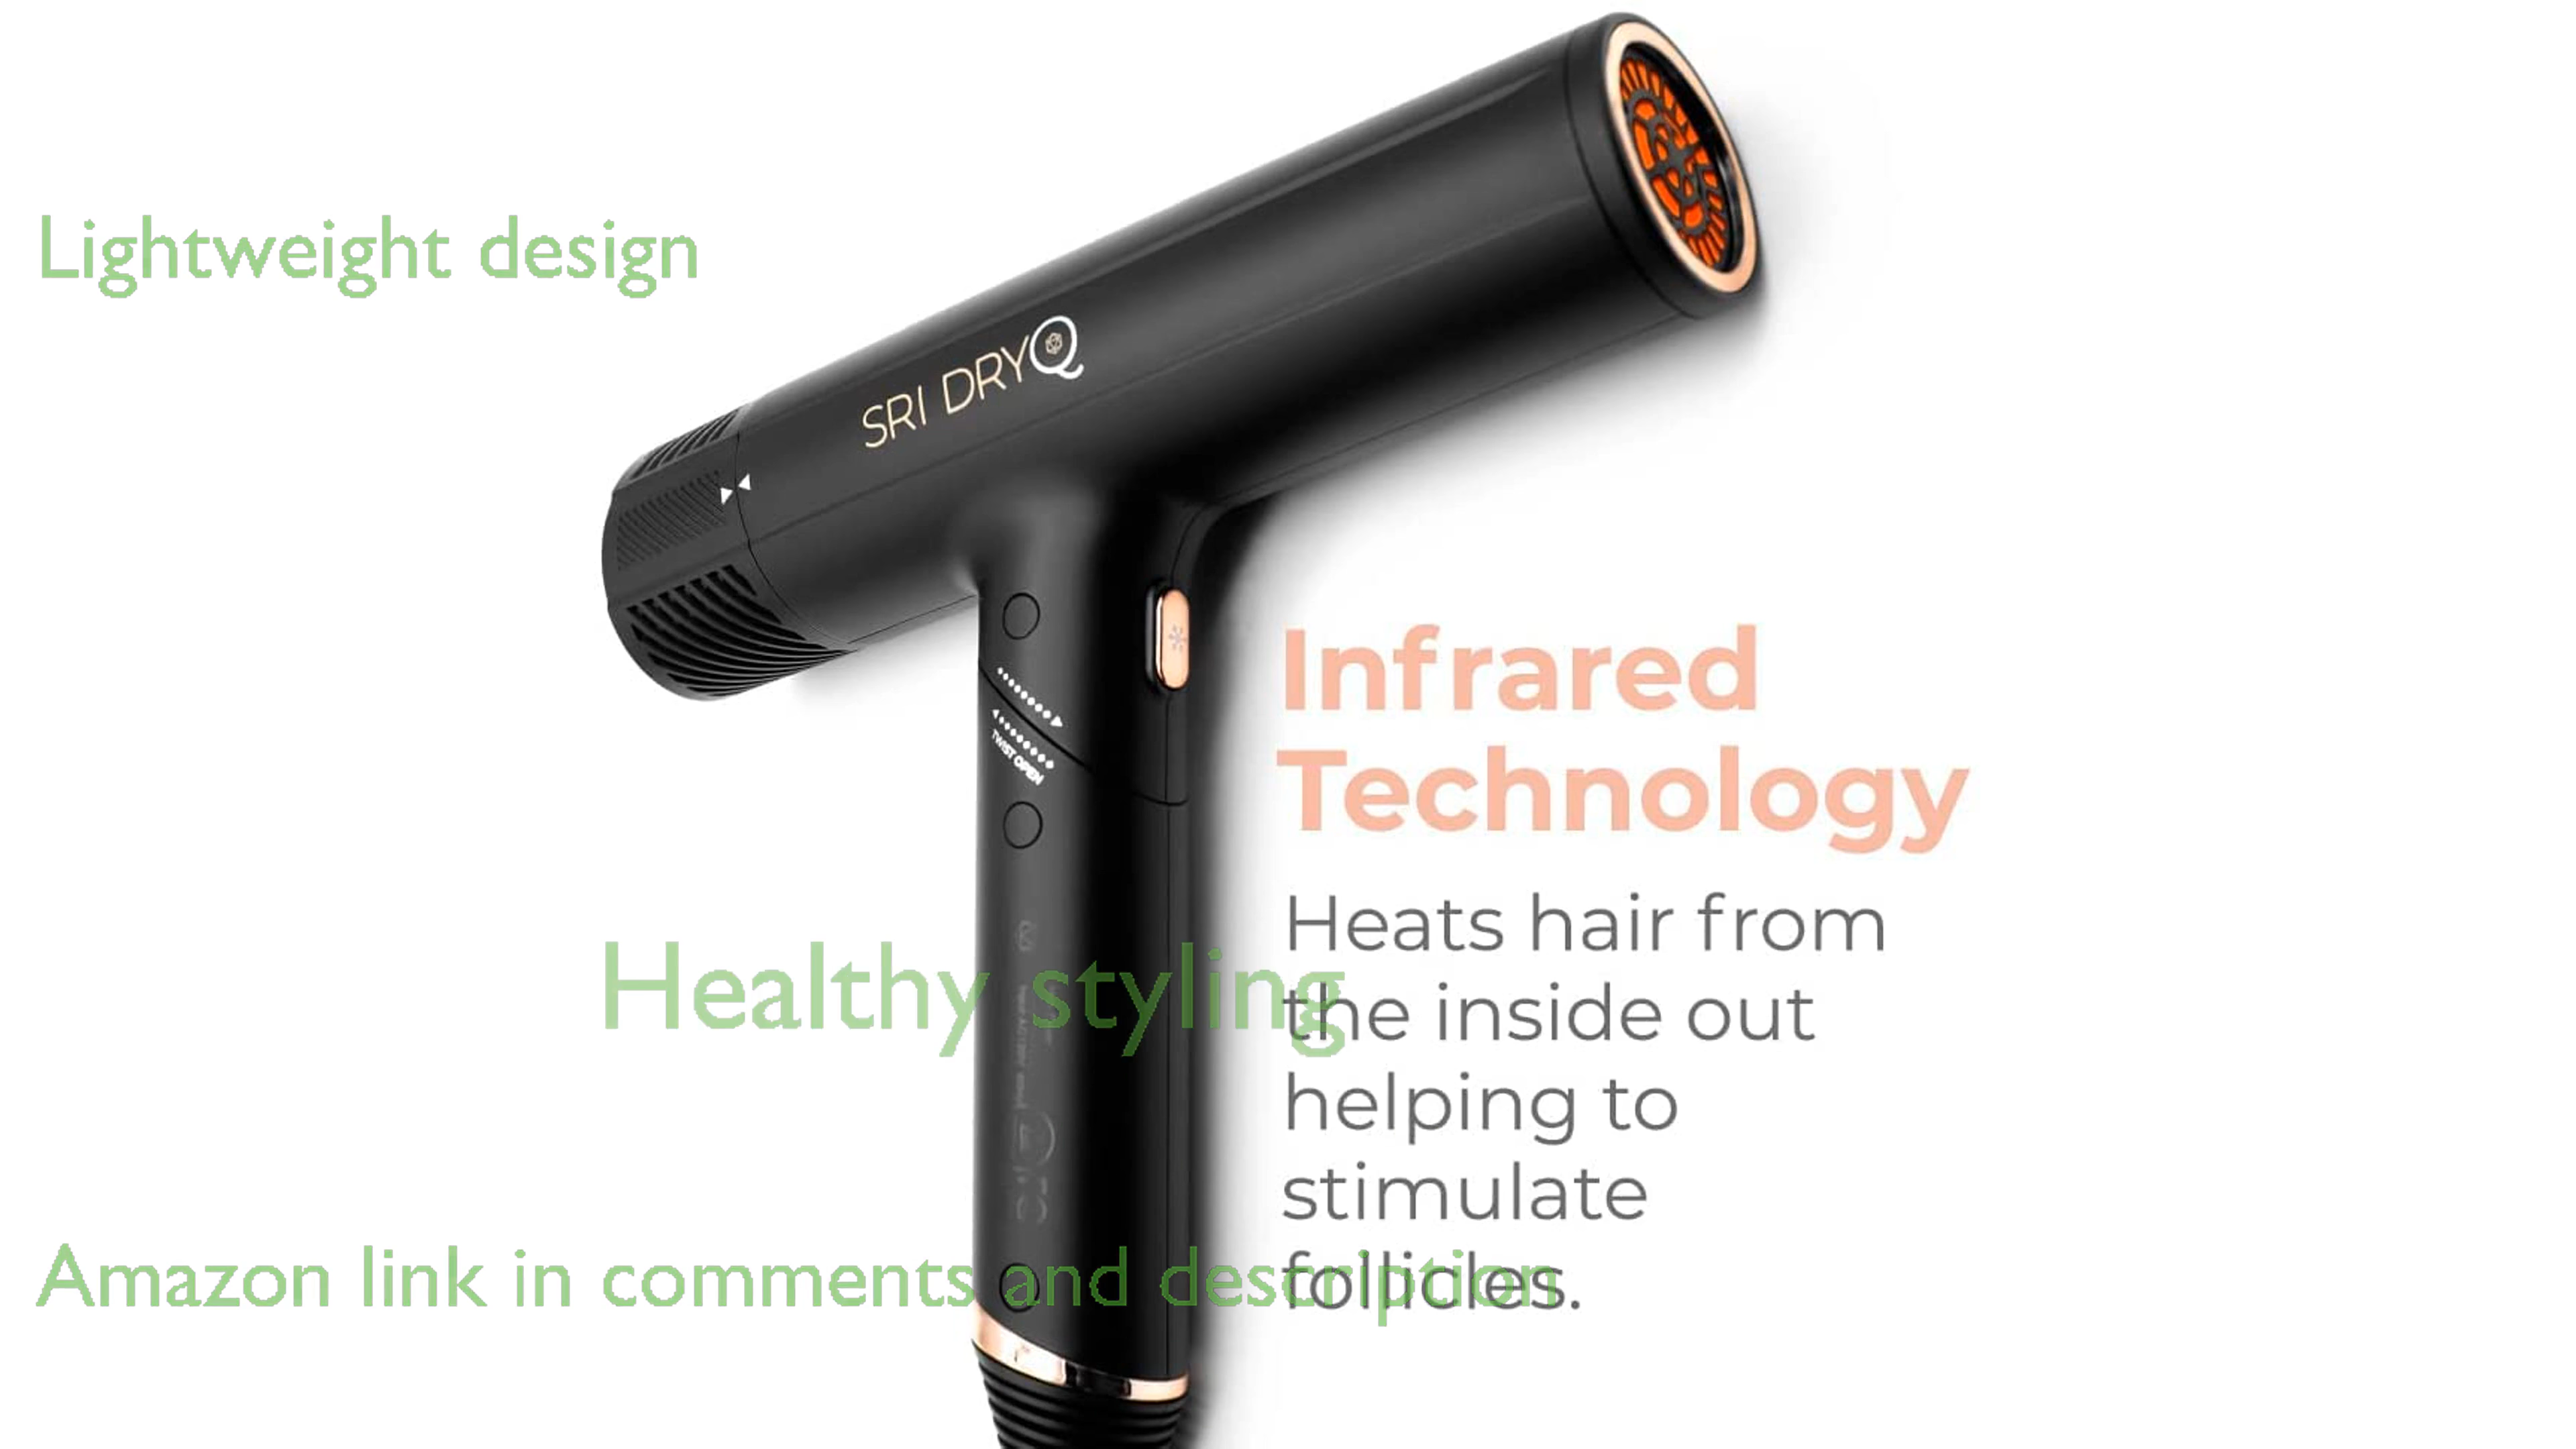 Lightweight design
SRI DRYQ
TWIST OPEN
Infrared
Technology
Heats hair from
the inside out
helping to
stimulate
follicles.
Healthy styling
Amazon link in comments and description